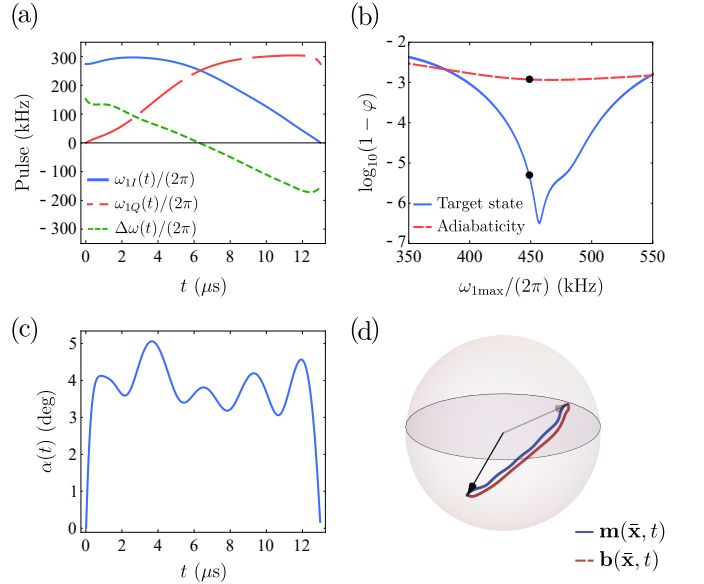 (a)
300
200
100
0
- 100
- 200
- 300
Pulse (kHz)
ω₁I(t)/(2π)
ω₁Q(t)/(2π)
Δω(t)/(2π)
0 2 4 6 8 10 12
t (μs)
(b)
- 2
- 3
- 4
- 5
- 6
- 7
log₁₀(1 − φ)
Target state
Adiabaticity
350 400 450 500 550
ω₁max/(2π) (kHz)
(c)
5
4
3
2
1
0
α(t) (deg)
0 2 4 6 8 10 12
t (μs)
(d)
m(x̄, t)
b(x̄, t)